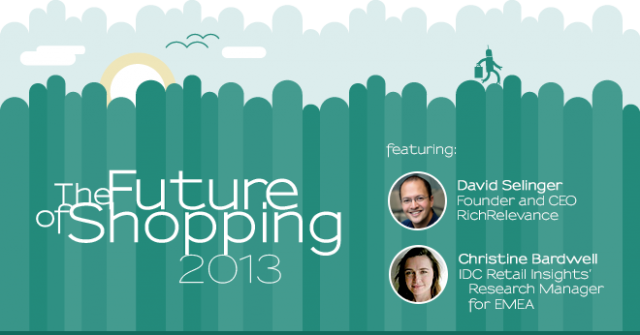 The Future
of Shopping
2013
featuring:
David Selinger
Founder and CEO
RichRelevance
Christine Bardwell
IDC Retail Insights'
Research Manager
for EMEA